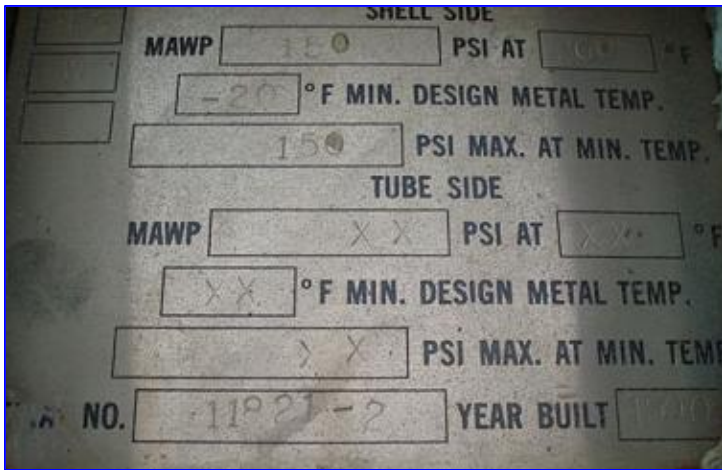 SHELL SIDE
MAWP 150 PSI AT °F
-20 °F MIN. DESIGN METAL TEMP.
150 PSI MAX. AT MIN. TEMP.
TUBE SIDE
MAWP XX PSI AT XX °F
XX °F MIN. DESIGN METAL TEMP.
XX PSI MAX. AT MIN. TEMP
NO. YEAR BUILT